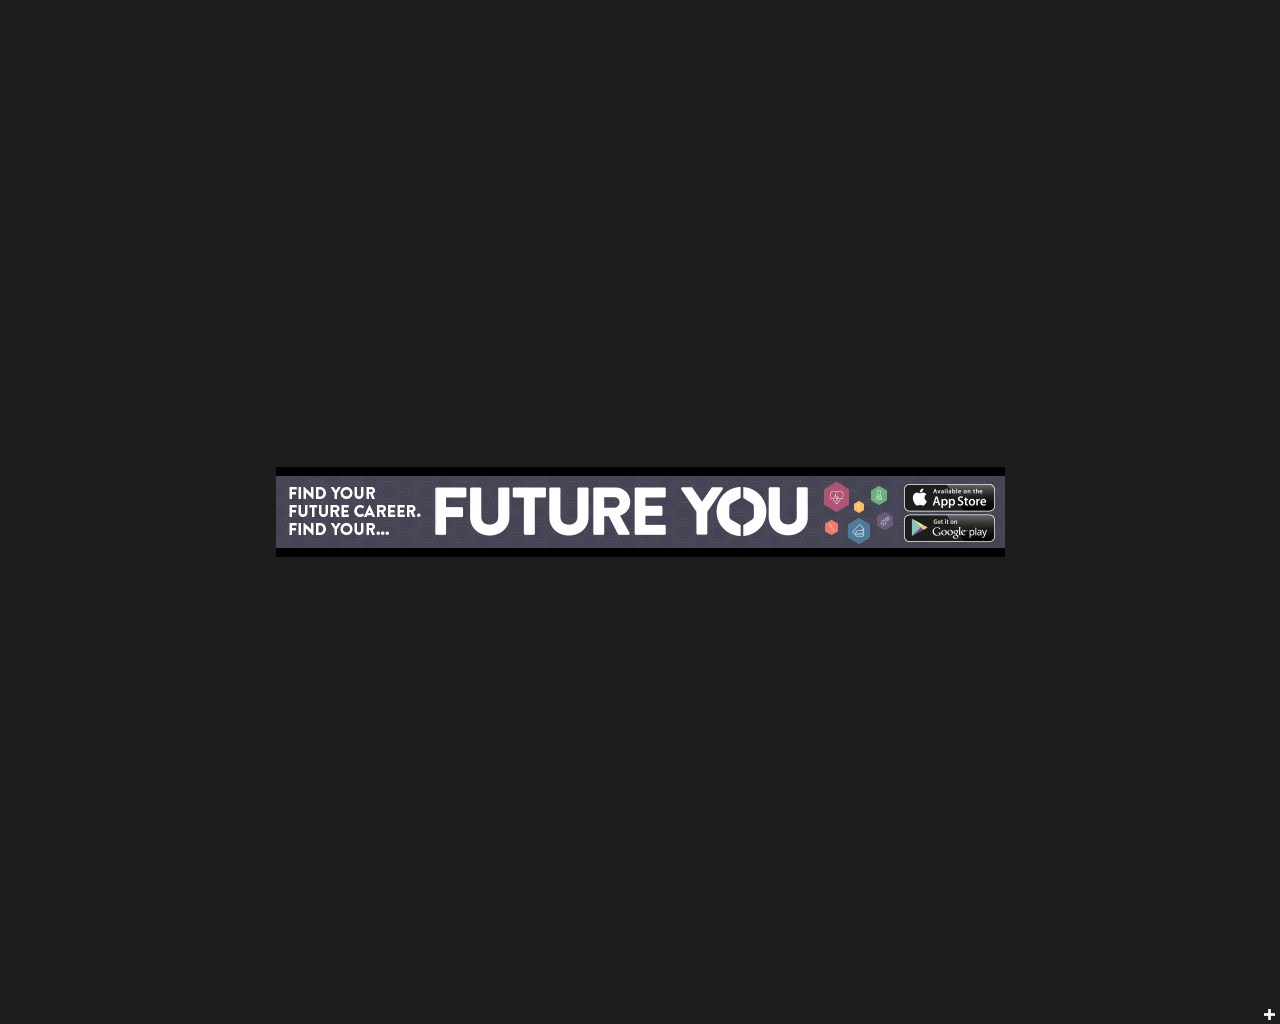 FIND YOUR
FUTURE CAREER.
FIND YOUR...
FUTURE YOU
Available on the
App Store
Get it on
Google play